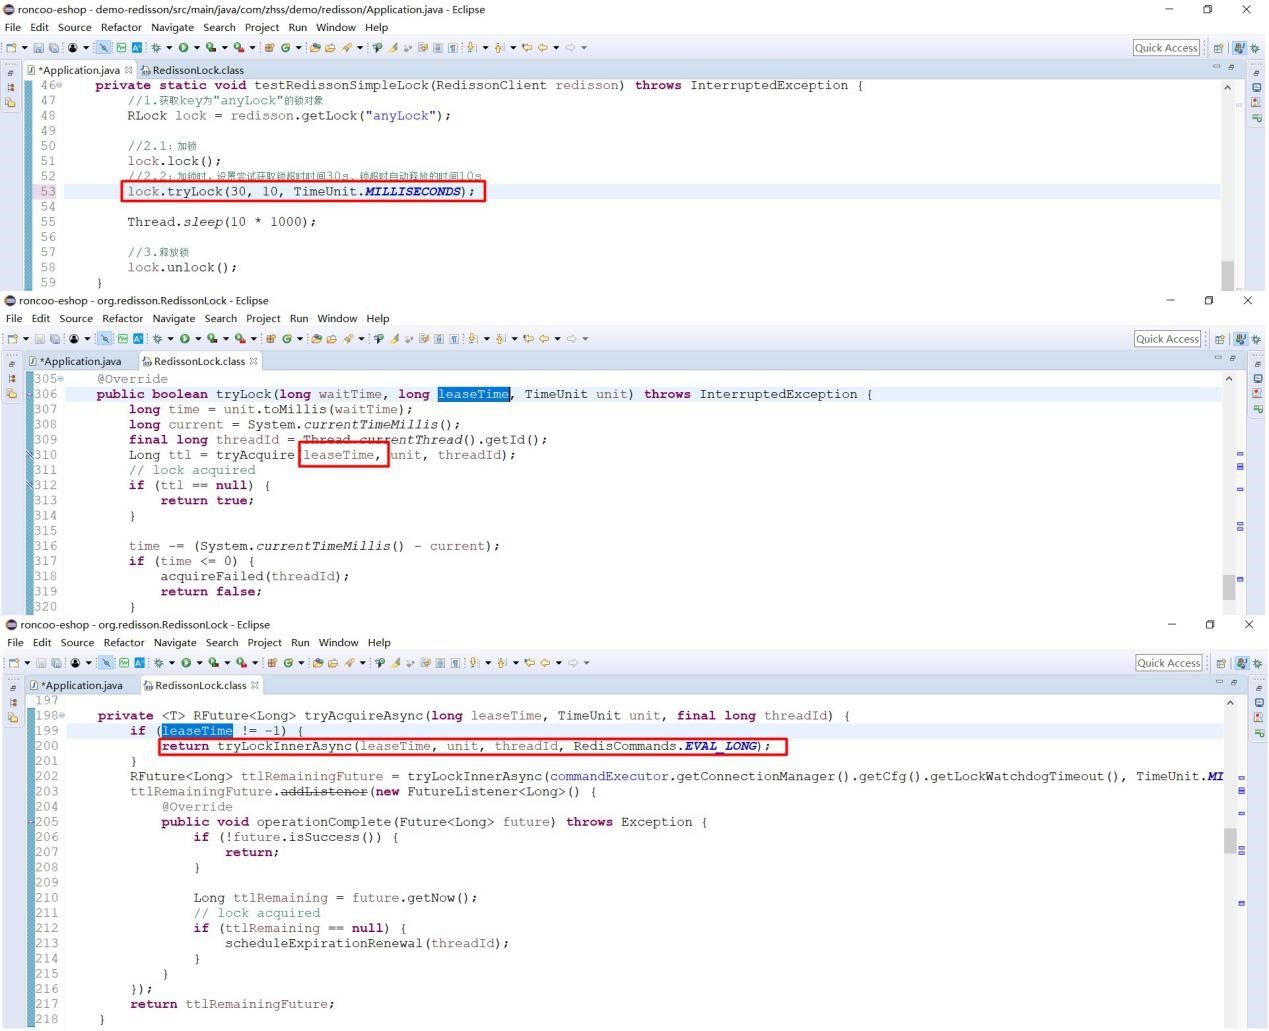 roncoo-eshop - demo-redisson/src/main/java/com/zhss/demo/redisson/Application.java - Eclipse
File Edit Source Refactor Navigate Search Project Run Window Help
Quick Access
*Application.java RedissonLock.class
46 private static void testRedissonSimpleLock(RedissonClient redisson) throws InterruptedException {
47 //1.获取key为"anyLock"的锁对象
48 RLock lock = redisson.getLock("anyLock");
49
50 //2.1：加锁
51 lock.lock();
52 //2.2：加锁时，设置尝试获取锁超时时间30s、锁超时自动释放的时间10s
53 lock.tryLock(30, 10, TimeUnit.MILLISECONDS);
54
55 Thread.sleep(10 * 1000);
56
57 //3.释放锁
58 lock.unlock();
59 }
roncoo-eshop - org.redisson.RedissonLock - Eclipse
File Edit Source Refactor Navigate Search Project Run Window Help
Quick Access
*Application.java RedissonLock.class
305 @Override
306 public boolean tryLock(long waitTime, long leaseTime, TimeUnit unit) throws InterruptedException {
307 long time = unit.toMillis(waitTime);
308 long current = System.currentTimeMillis();
309 final long threadId = Thread.currentThread().getId();
310 Long ttl = tryAcquire(leaseTime, unit, threadId);
311 // lock acquired
312 if (ttl == null) {
313 return true;
314 }
315
316 time -= (System.currentTimeMillis() - current);
317 if (time <= 0) {
318 acquireFailed(threadId);
319 return false;
320 }
roncoo-eshop - org.redisson.RedissonLock - Eclipse
File Edit Source Refactor Navigate Search Project Run Window Help
Quick Access
*Application.java RedissonLock.class
197
198 private <T> RFuture<Long> tryAcquireAsync(long leaseTime, TimeUnit unit, final long threadId) {
199 if (leaseTime != -1) {
200 return tryLockInnerAsync(leaseTime, unit, threadId, RedisCommands.EVAL_LONG);
201 }
202 RFuture<Long> ttlRemainingFuture = tryLockInnerAsync(commandExecutor.getConnectionManager().getCfg().getLockWatchdogTimeout(), TimeUnit.MI
203 ttlRemainingFuture.addListener(new FutureListener<Long>() {
204 @Override
205 public void operationComplete(Future<Long> future) throws Exception {
206 if (!future.isSuccess()) {
207 return;
208 }
209
210 Long ttlRemaining = future.getNow();
211 // lock acquired
212 if (ttlRemaining == null) {
213 scheduleExpirationRenewal(threadId);
214 }
215 }
216 });
217 return ttlRemainingFuture;
218 }